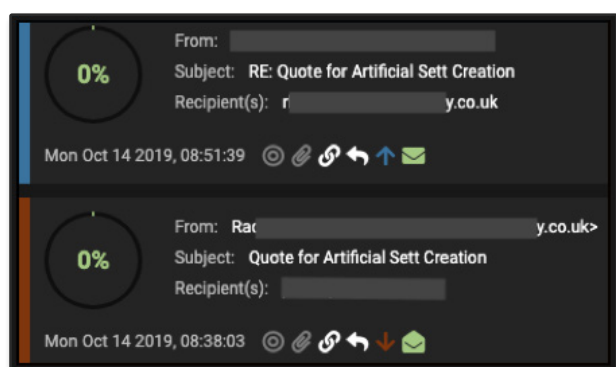 From:
0%
Subject: RE: Quote for Artificial Sett Creation
Recipient(s): r y.co.uk
Mon Oct 14 2019, 08:51:39
From: Rac y.co.uk>
0%
Subject: Quote for Artificial Sett Creation
Recipient(s):
Mon Oct 14 2019, 08:38:03